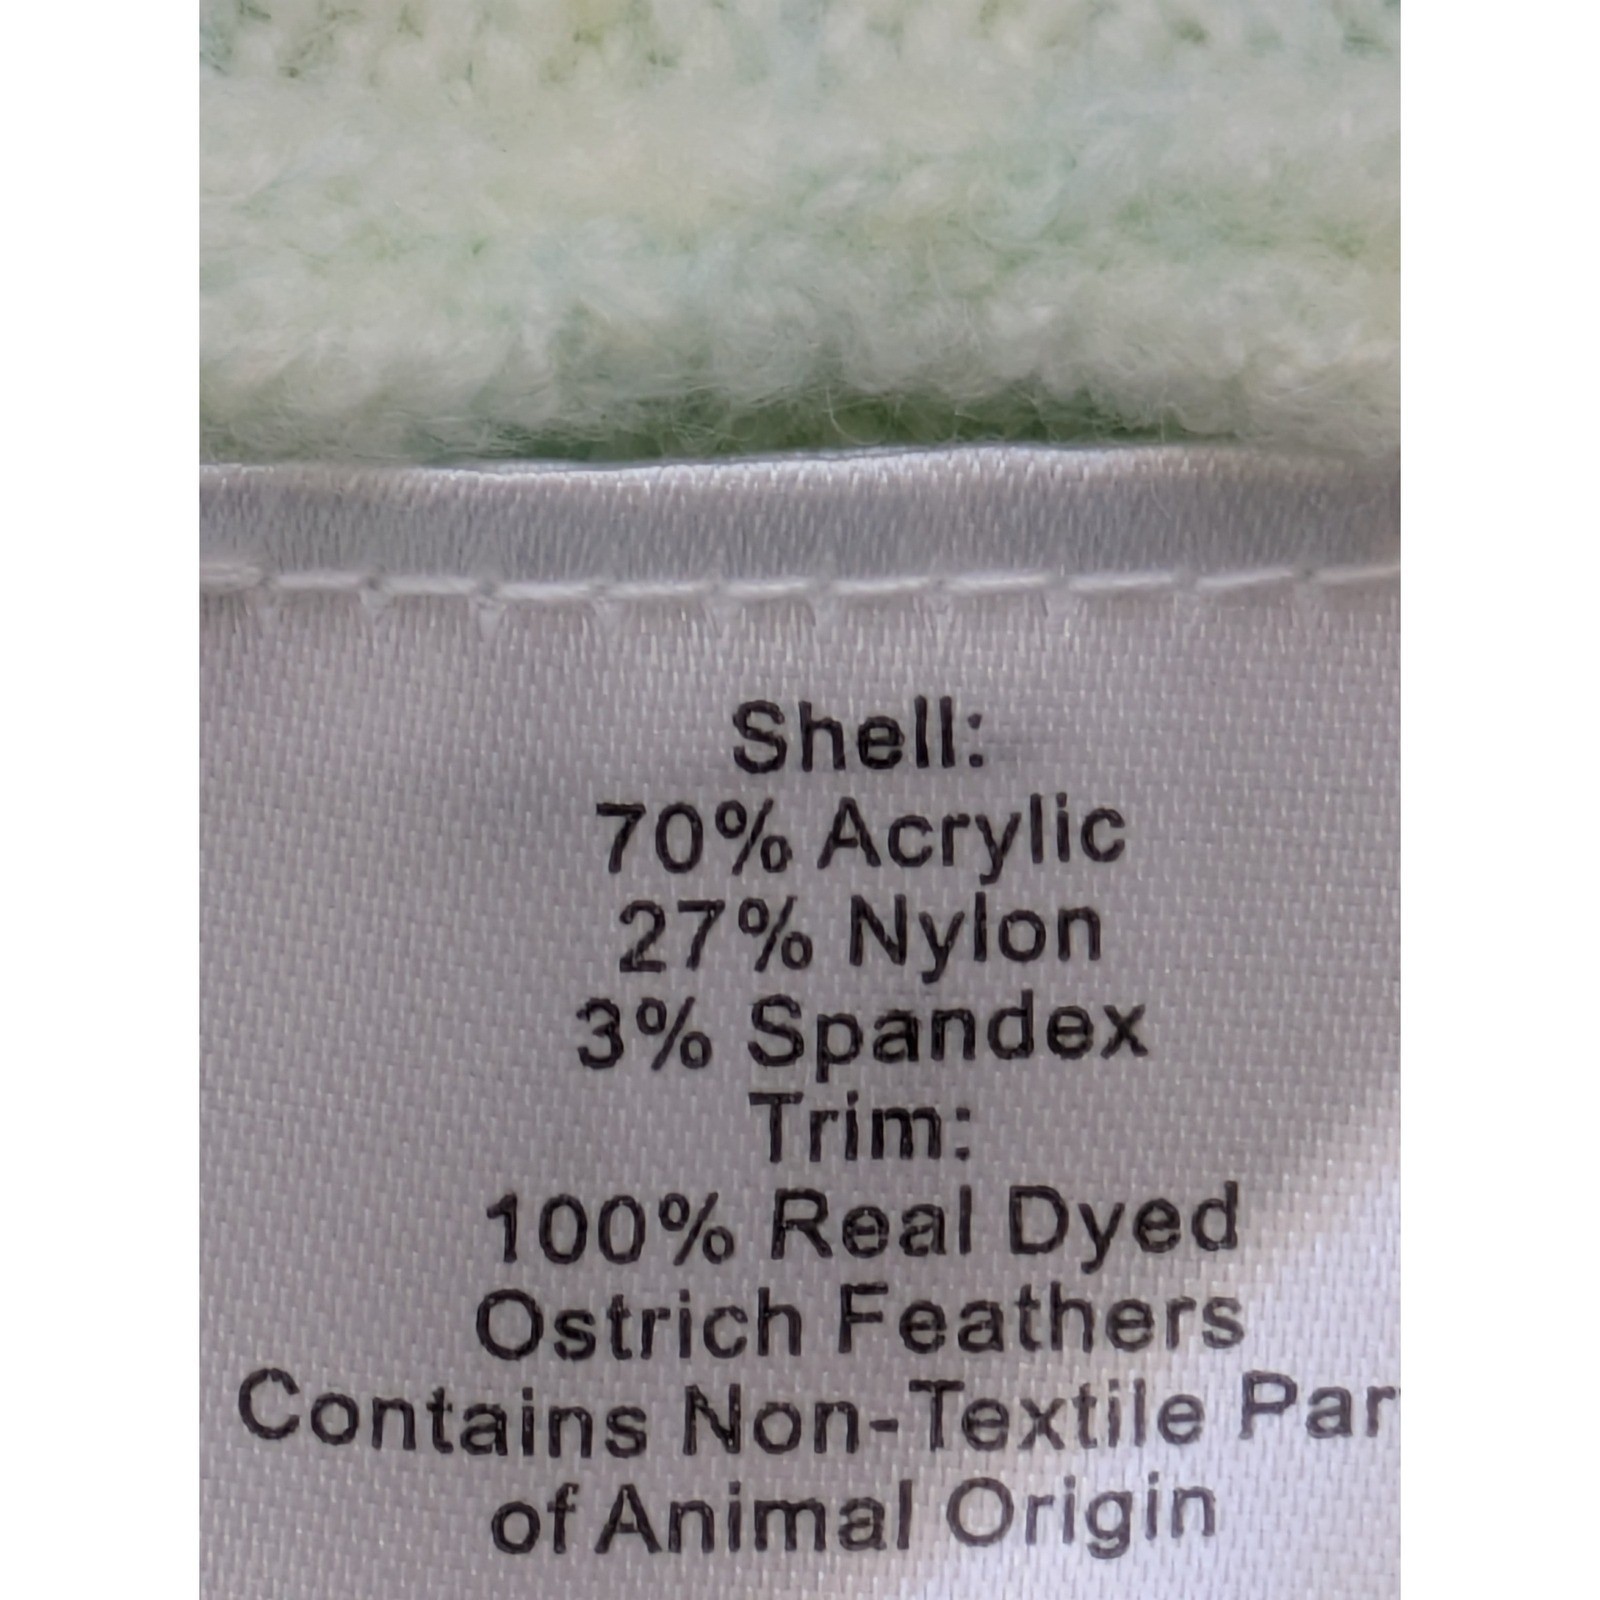 Shell:
70% Acrylic
27% Nylon
3% Spandex
Trim:
100% Real Dyed
Ostrich Feathers
Contains Non-Textile
of Animal Origin